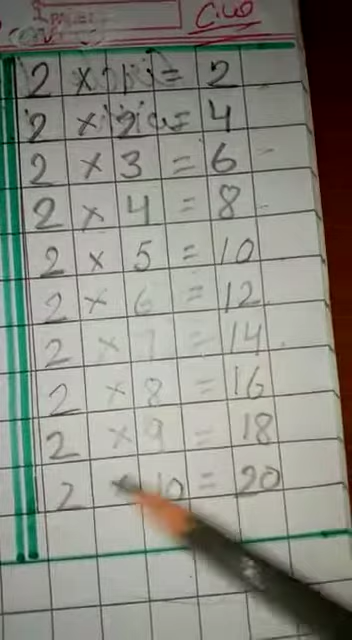 C.W
2 × 1 = 2
2 × 2 = 4
2 × 3 = 6
2 × 4 = 8
2 × 5 = 10
2 × 6 = 12
2 × 7 = 14
2 × 8 = 16
2 × 9 = 18
2 × 10 = 20